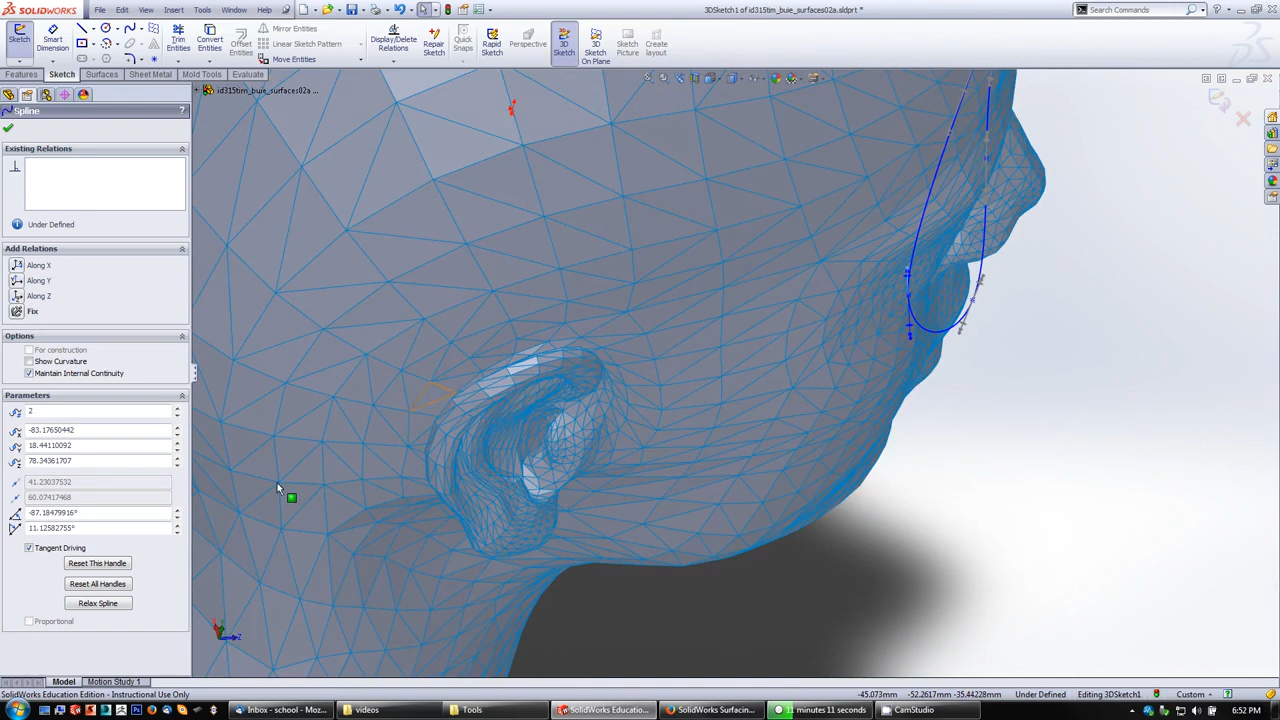 SOLIDWORKS
File Edit View Insert Tools Window Help
3DSketch1 of id315tim_buie_surfaces02a.sldprt *
Search Commands
Sketch
Smart Dimension
Trim Entities
Convert Entities
Offset Entities
Mirror Entities
Linear Sketch Pattern
Move Entities
Display/Delete Relations
Repair Sketch
Quick Snaps
Rapid Sketch
Perspective
3D Sketch
3D Sketch On Plane
Sketch Picture
Create layout
Features Sketch Surfaces Sheet Metal Mold Tools Evaluate
id315tim_buie_surfaces02a ...
Spline ?
Existing Relations
Under Defined
Add Relations
Along X
Along Y
Along Z
Fix
Options
For construction
Show Curvature
Maintain Internal Continuity
Parameters
2
-83.17650442
18.44110092
78.34361707
41.23037532
60.07417468
-87.18479916°
11.12582755°
Tangent Driving
Reset This Handle
Reset All Handles
Relax Spline
Proportional
Model Motion Study 1
SolidWorks Education Edition - Instructional Use Only
-45.073mm -52.2617mm -35.44228mm Under Defined Editing 3DSketch1 Custom
Inbox - school - Moz... videos Tools SolidWorks Educatio... SolidWorks Surfacin... 11 minutes 11 seconds CamStudio
6:52 PM